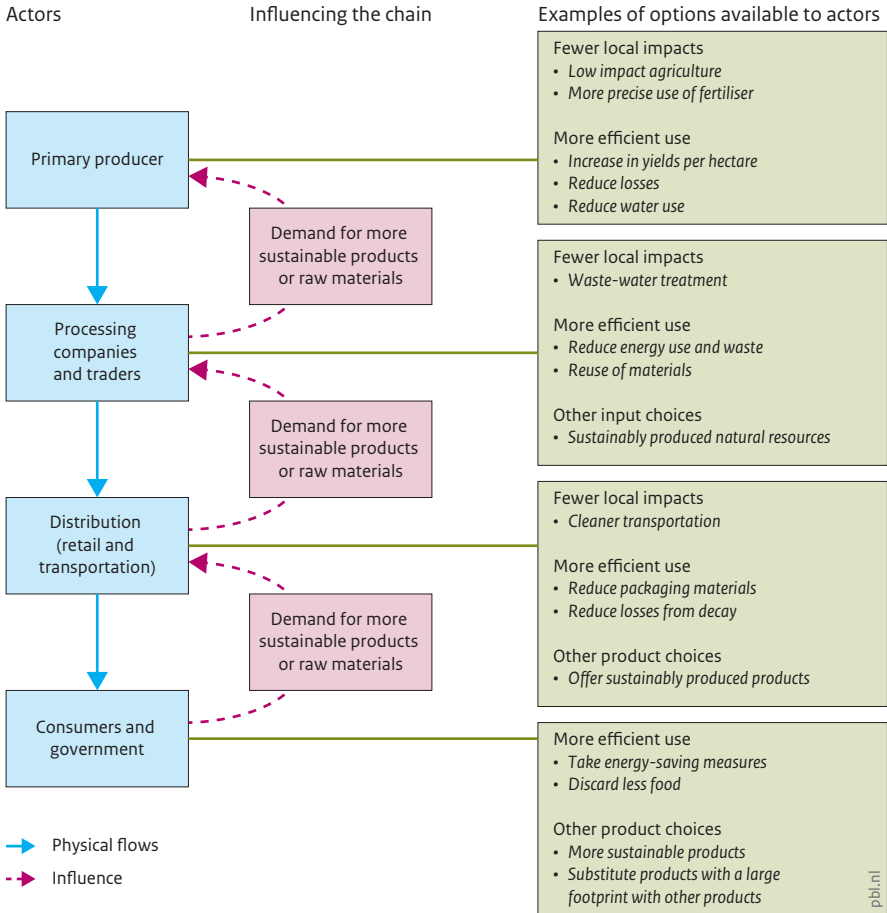 Actors
Influencing the chain
Examples of options available to actors
Primary producer
Fewer local impacts
• Low impact agriculture
• More precise use of fertiliser
More efficient use
• Increase in yields per hectare
• Reduce losses
• Reduce water use
Demand for more
sustainable products
or raw materials
Processing
companies
and traders
Fewer local impacts
• Waste-water treatment
More efficient use
• Reduce energy use and waste
• Reuse of materials
Other input choices
• Sustainably produced natural resources
Demand for more
sustainable products
or raw materials
Distribution
(retail and
transportation)
Fewer local impacts
• Cleaner transportation
More efficient use
• Reduce packaging materials
• Reduce losses from decay
Other product choices
• Offer sustainably produced products
Demand for more
sustainable products
or raw materials
Consumers and
government
More efficient use
• Take energy-saving measures
• Discard less food
Other product choices
• More sustainable products
• Substitute products with a large
footprint with other products
Physical flows
Influence
pbl.nl